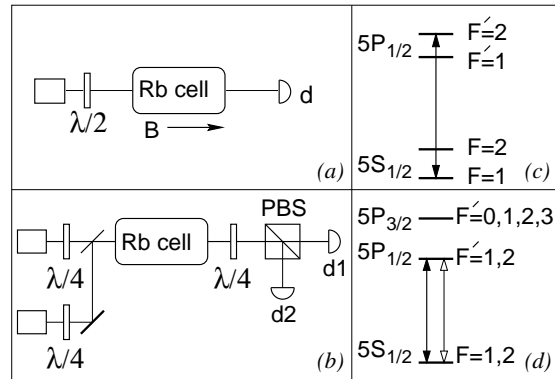 Rb cell
d
λ/2
B
(a)
5P1/2
F′=2
F′=1
5S1/2
F=2
F=1
(c)
PBS
Rb cell
λ/4
λ/4
d1
d2
λ/4
(b)
5P3/2
F′=0,1,2,3
5P1/2
F′=1,2
5S1/2
F=1,2
(d)